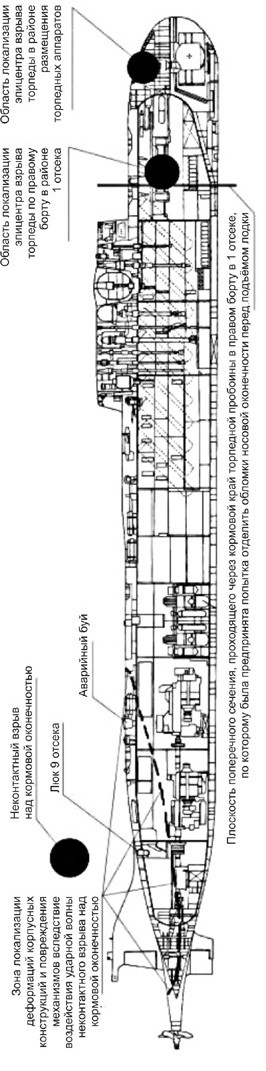 Область локализации
эпицентра взрыва
торпеды в районе
размещения
торпедных аппаратов
Область локализации
эпицентра взрыва
торпеды по правому
борту в районе
1 отсека
Плоскость поперечного сечения, проходящего через кормовой край торпедной пробоины в правом борту в 1 отсеке,
по которому была предпринята попытка отделить обломки носовой оконечности перед подъёмом лодки
Аварийный буй
Люк 9 отсека
Неконтактный взрыв
над кормовой оконечностью
Зона локализации
деформаций корпусных
конструкций и повреждения
механизмов вследствие
воздействия ударной волны
неконтактного взрыва над
кормовой оконечностью